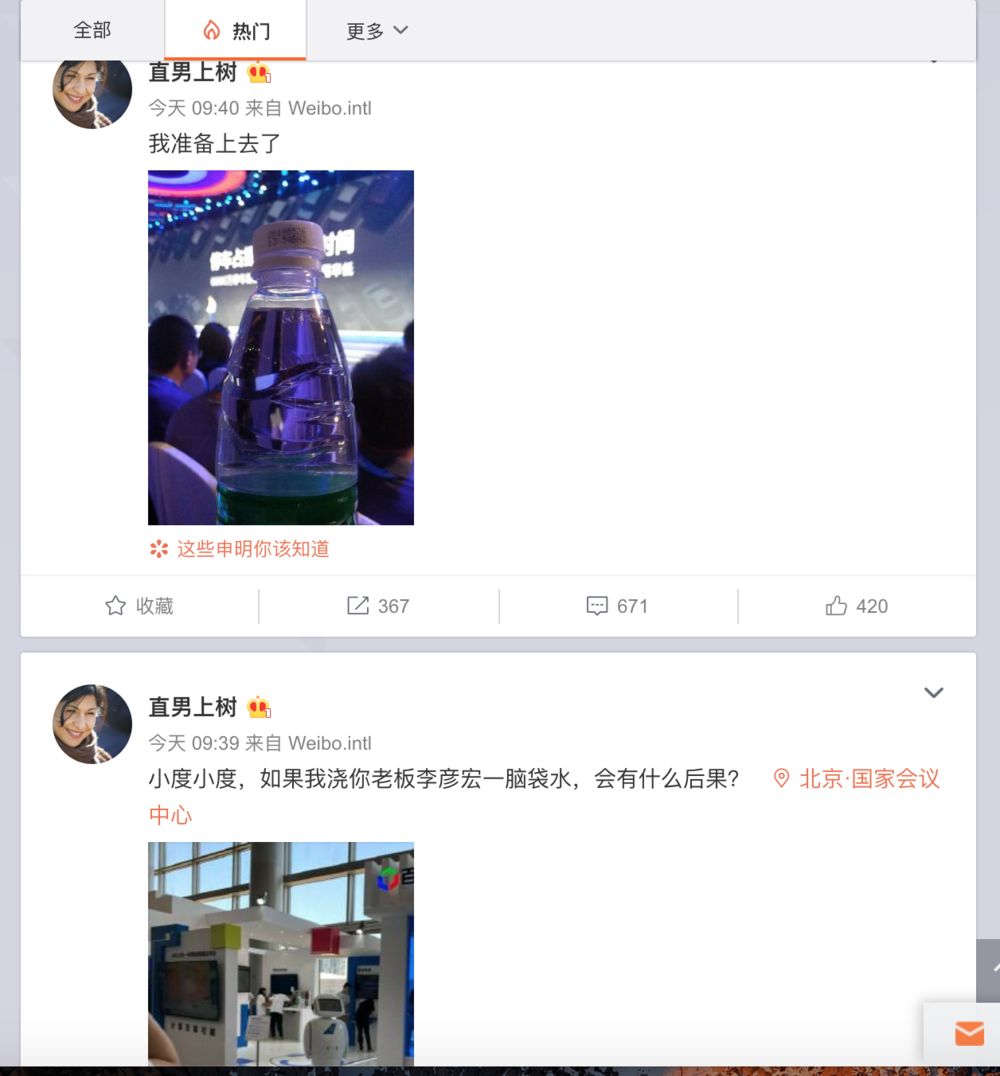 全部
热门
更多
直男上树
今天 09:40 来自 Weibo.intl
我准备上去了
时间
这些申明你该知道
收藏
367
671
420
直男上树
今天 09:39 来自 Weibo.intl
小度小度，如果我浇你老板李彦宏一脑袋水，会有什么后果? 北京·国家会议
中心